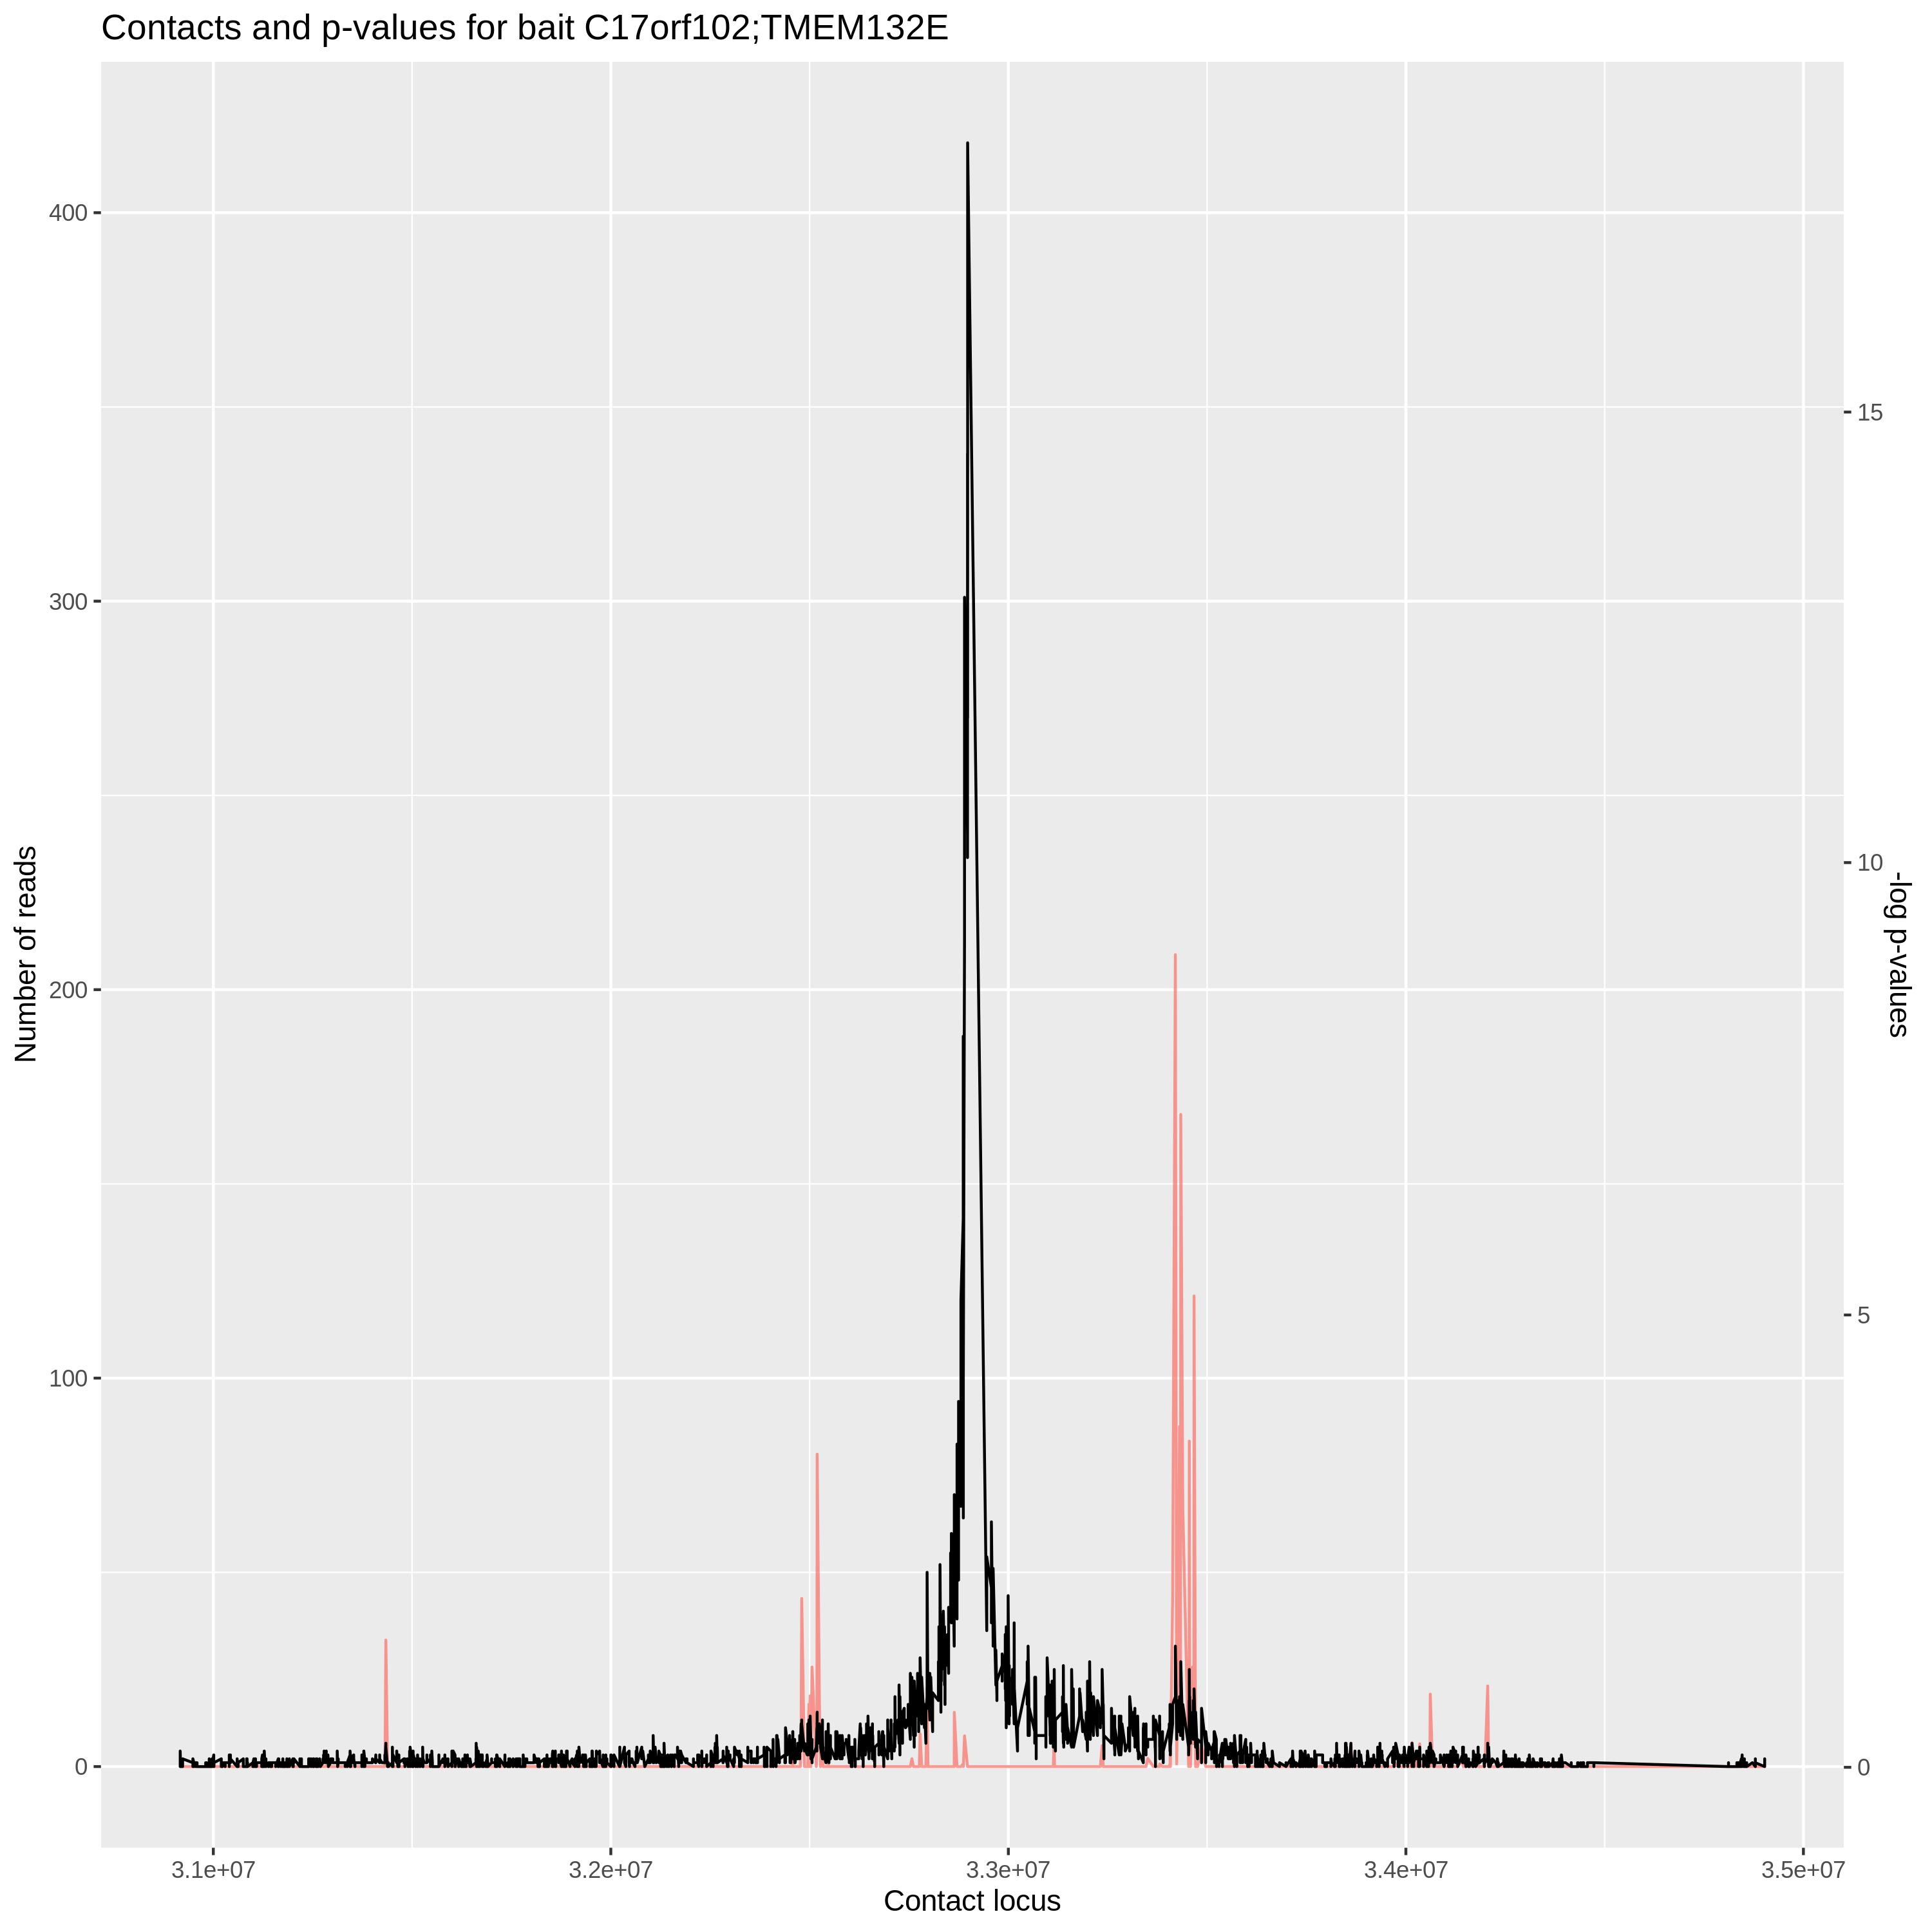 Contacts and p-values for bait C17orf102;TMEM132E
400
300
200
100
0
Number of reads
15
10
5
0
-log p-values
3.1e+07
3.2e+07
3.3e+07
3.4e+07
3.5e+07
Contact locus